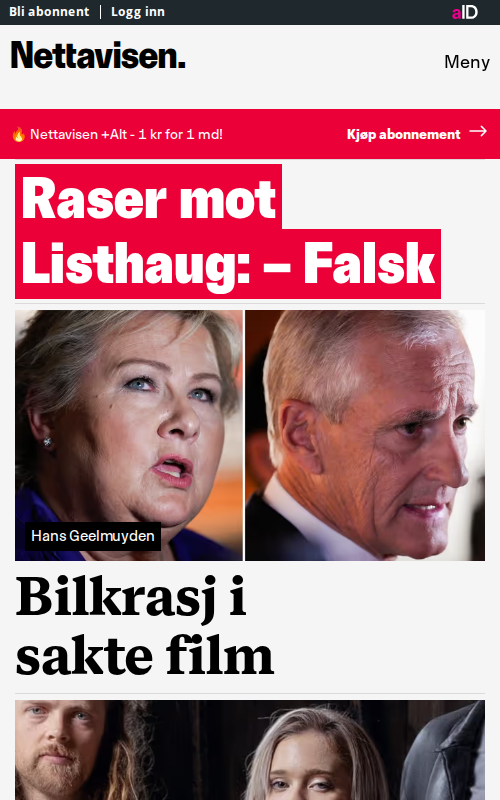 Bli abonnent
Logg inn
aID
Nettavisen.
Meny
Nettavisen +Alt - 1 kr for 1 md!
Kjøp abonnement
Raser mot
Listhaug: – Falsk
Hans Geelmuyden
Bilkrasj i
sakte film